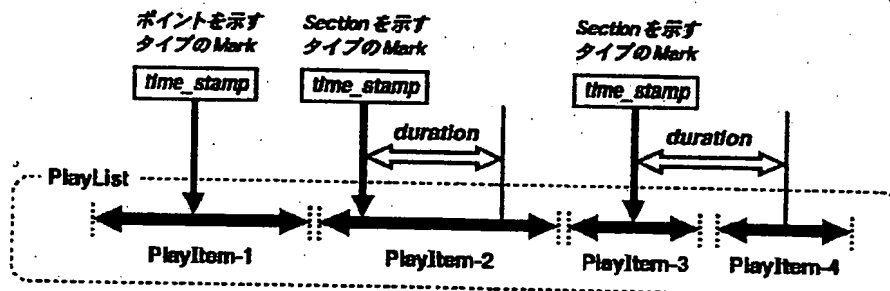 ポイントを示す
タイプのMark
Sectionを示す
タイプのMark
Sectionを示す
タイプのMark
time_stamp
time_stamp
time_stamp
duration
duration
PlayList
PlayItem-1
PlayItem-2
PlayItem-3
PlayItem-4